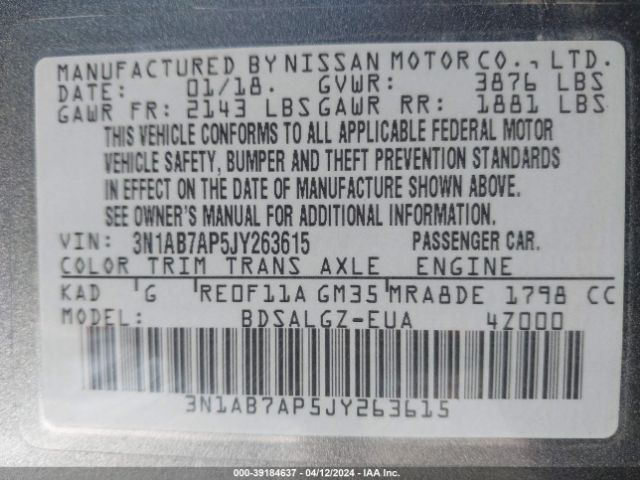 MANUFACTURED BY NISSAN MOTOR CO., LTD.
DATE: 01/18. GVWR: 3876 LBS
GAWR FR: 2143 LBS GAWR RR: 1881 LBS
THIS VEHICLE CONFORMS TO ALL APPLICABLE FEDERAL MOTOR
VEHICLE SAFETY, BUMPER AND THEFT PREVENTION STANDARDS
IN EFFECT ON THE DATE OF MANUFACTURE SHOWN ABOVE.
SEE OWNER'S MANUAL FOR ADDITIONAL INFORMATION.
VIN: 3N1AB7AP5JY263615 PASSENGER CAR.
COLOR TRIM TRANS AXLE ENGINE
KAD G RE0F11A GM35 MRA8DE 1798 CC
MODEL: BDSALGZ-EUA 4Z000
3N1AB7AP5JY263615
000-39184637 - 04/12/2024 - IAA Inc.